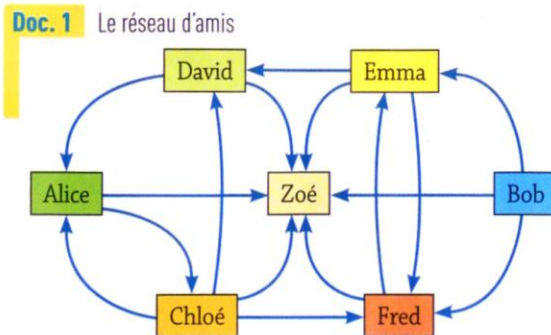 Doc. 1 Le réseau d'amis
David
Emma
Alice
Zoé
Bob
Chloé
Fred